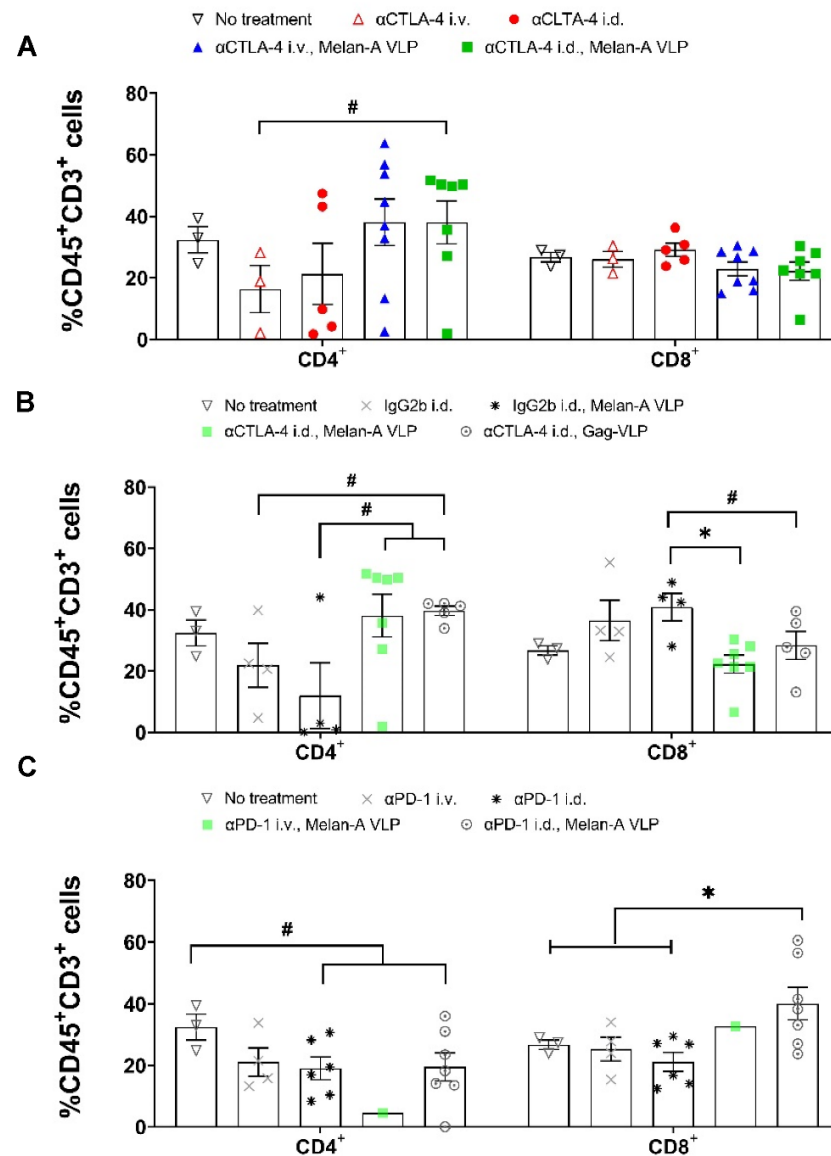 No treatment αCTLA-4 i.v. αCLTA-4 i.d.
A
αCTLA-4 i.v., Melan-A VLP αCTLA-4 i.d., Melan-A VLP
%CD45⁺CD3⁺ cells
80
60
40
20
0
#
CD4⁺ CD8⁺
B
No treatment IgG2b i.d. IgG2b i.d., Melan-A VLP
αCTLA-4 i.d., Melan-A VLP αCTLA-4 i.d., Gag-VLP
%CD45⁺CD3⁺ cells
80
60
40
20
0
#
#
#
*
CD4⁺ CD8⁺
C
No treatment αPD-1 i.v. αPD-1 i.d.
αPD-1 i.v., Melan-A VLP αPD-1 i.d., Melan-A VLP
%CD45⁺CD3⁺ cells
80
60
40
20
0
#
*
CD4⁺ CD8⁺